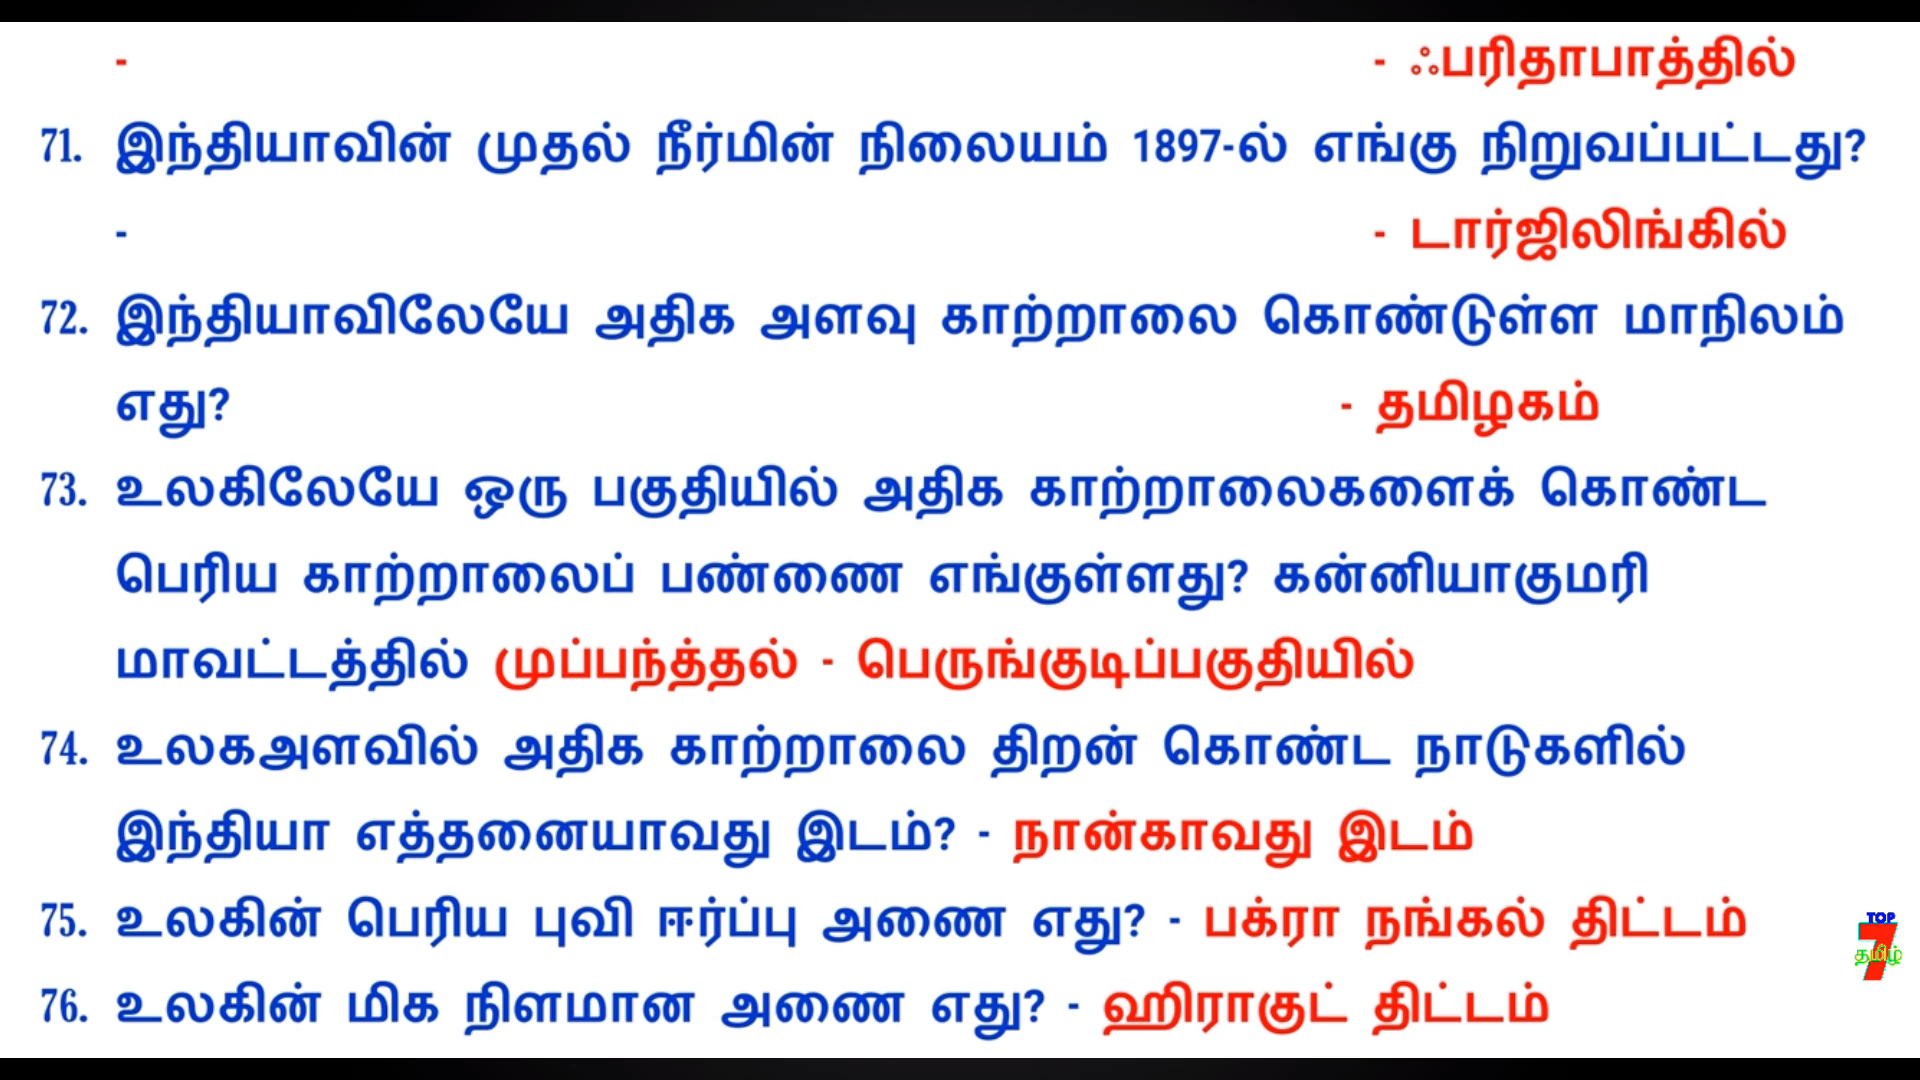 - - ஃபரிதாபாத்தில்
71. இந்தியாவின் முதல் நீர்மின் நிலையம் 1897-ல் எங்கு நிறுவப்பட்டது?
- - டார்ஜிலிங்கில்
72. இந்தியாவிலேயே அதிக அளவு காற்றாலை கொண்டுள்ள மாநிலம்
எது? - தமிழகம்
73. உலகிலேயே ஒரு பகுதியில் அதிக காற்றாலைகளைக் கொண்ட
பெரிய காற்றாலைப் பண்ணை எங்குள்ளது? கன்னியாகுமரி
மாவட்டத்தில் முப்பந்த்தல் - பெருங்குடிப்பகுதியில்
74. உலகஅளவில் அதிக காற்றாலை திறன் கொண்ட நாடுகளில்
இந்தியா எத்தனையாவது இடம்? - நான்காவது இடம்
75. உலகின் பெரிய புவி ஈர்ப்பு அணை எது? - பக்ரா நங்கல் திட்டம்
76. உலகின் மிக நிளமான அணை எது? - ஹிராகுட் திட்டம்
TOP
7
தமிழ்